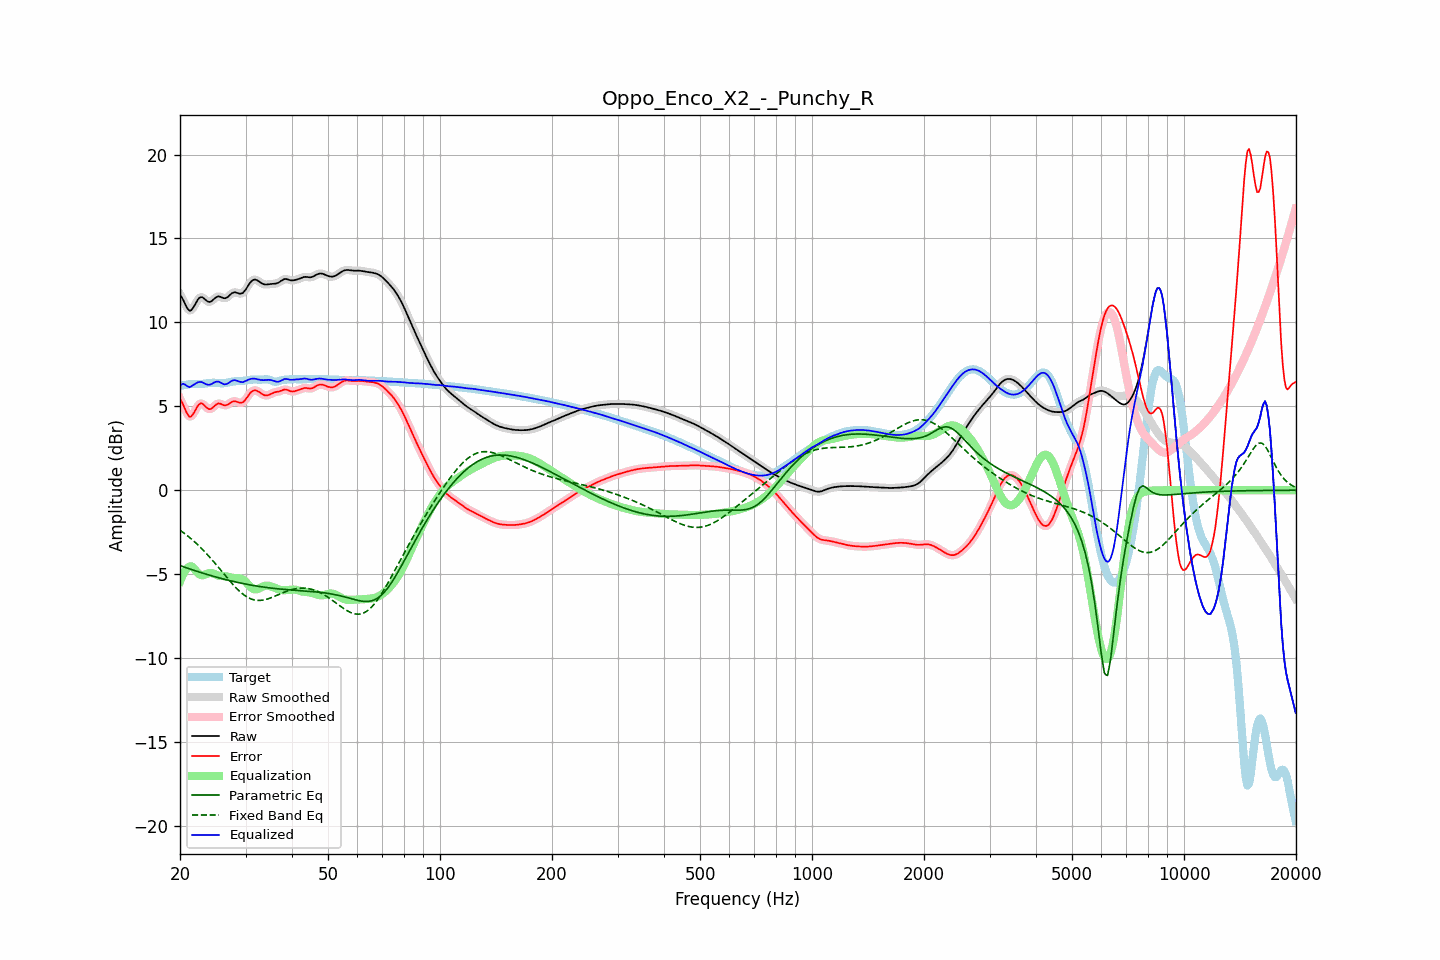 Oppo_Enco_X2_-_Punchy_R
Amplitude (dBr)
20
15
10
5
0
−5
−10
−15
−20
Target
Raw Smoothed
Error Smoothed
Raw
Error
Equalization
Parametric Eq
Fixed Band Eq
Equalized
20 50 100 200 500 1000 2000 5000 10000 20000
Frequency (Hz)